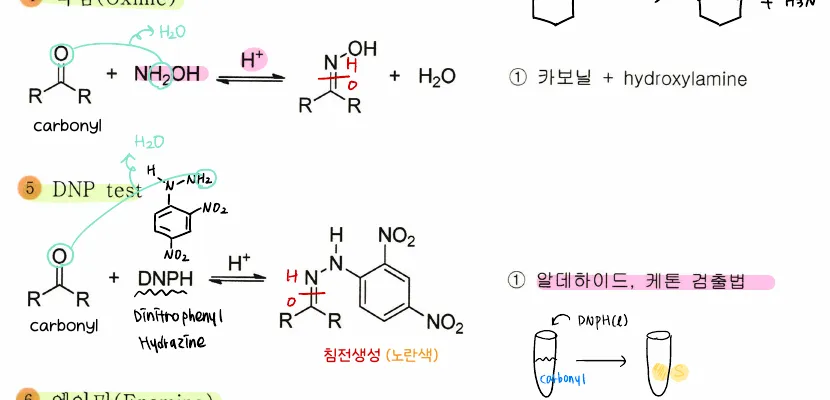 + H3N
H2O
O
R R
carbonyl
+ NH2OH
H+
N OH
H
O
R R
+ H2O
① 카보닐 + hydroxylamine
H2O
5 DNP test
H N NH2
NO2
NO2
O
R R
carbonyl
+ DNPH
Dinitrophenyl
Hydrazine
H+
H
N N
H
O
R R
NO2
NO2
침전생성 (노란색)
① 알데하이드, 케톤 검출법
DNPH(l)
carbonyl
S